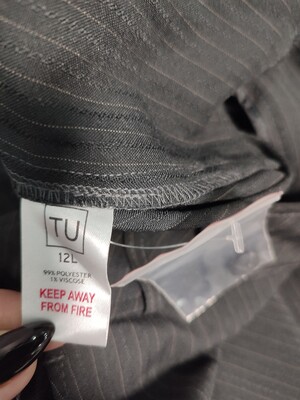 TU
12L
99% POLYESTER
1% VISCOSE
KEEP AWAY
FROM FIRE